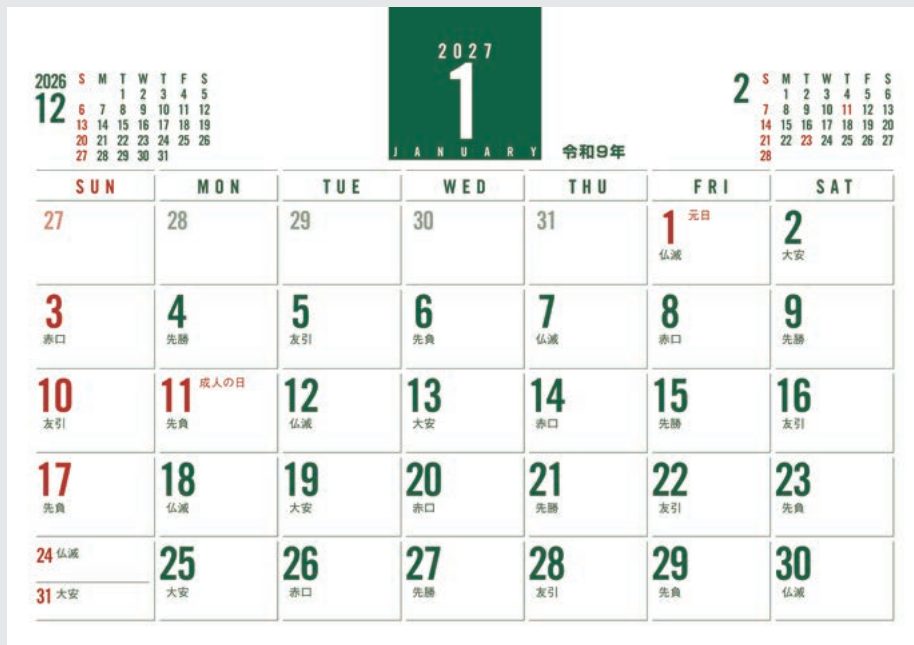 2026
12
S M T W T F S
1 2 3 4 5
6 7 8 9 10 11 12
13 14 15 16 17 18 19
20 21 22 23 24 25 26
27 28 29 30 31
2027
1
JANUARY
令和9年
2
S M T W T F S
1 2 3 4 5 6
7 8 9 10 11 12 13
14 15 16 17 18 19 20
21 22 23 24 25 26 27
28
SUN MON TUE WED THU FRI SAT
27 28 29 30 31 1 元日 2
仏滅 大安
3 4 5 6 7 8 9
赤口 先勝 友引 先負 仏滅 赤口 先勝
10 11 成人の日 12 13 14 15 16
友引 先負 仏滅 大安 赤口 先勝 友引
17 18 19 20 21 22 23
先負 仏滅 大安 赤口 先勝 友引 先負
24 仏滅 25 26 27 28 29 30
31 大安 大安 赤口 先勝 友引 先負 仏滅